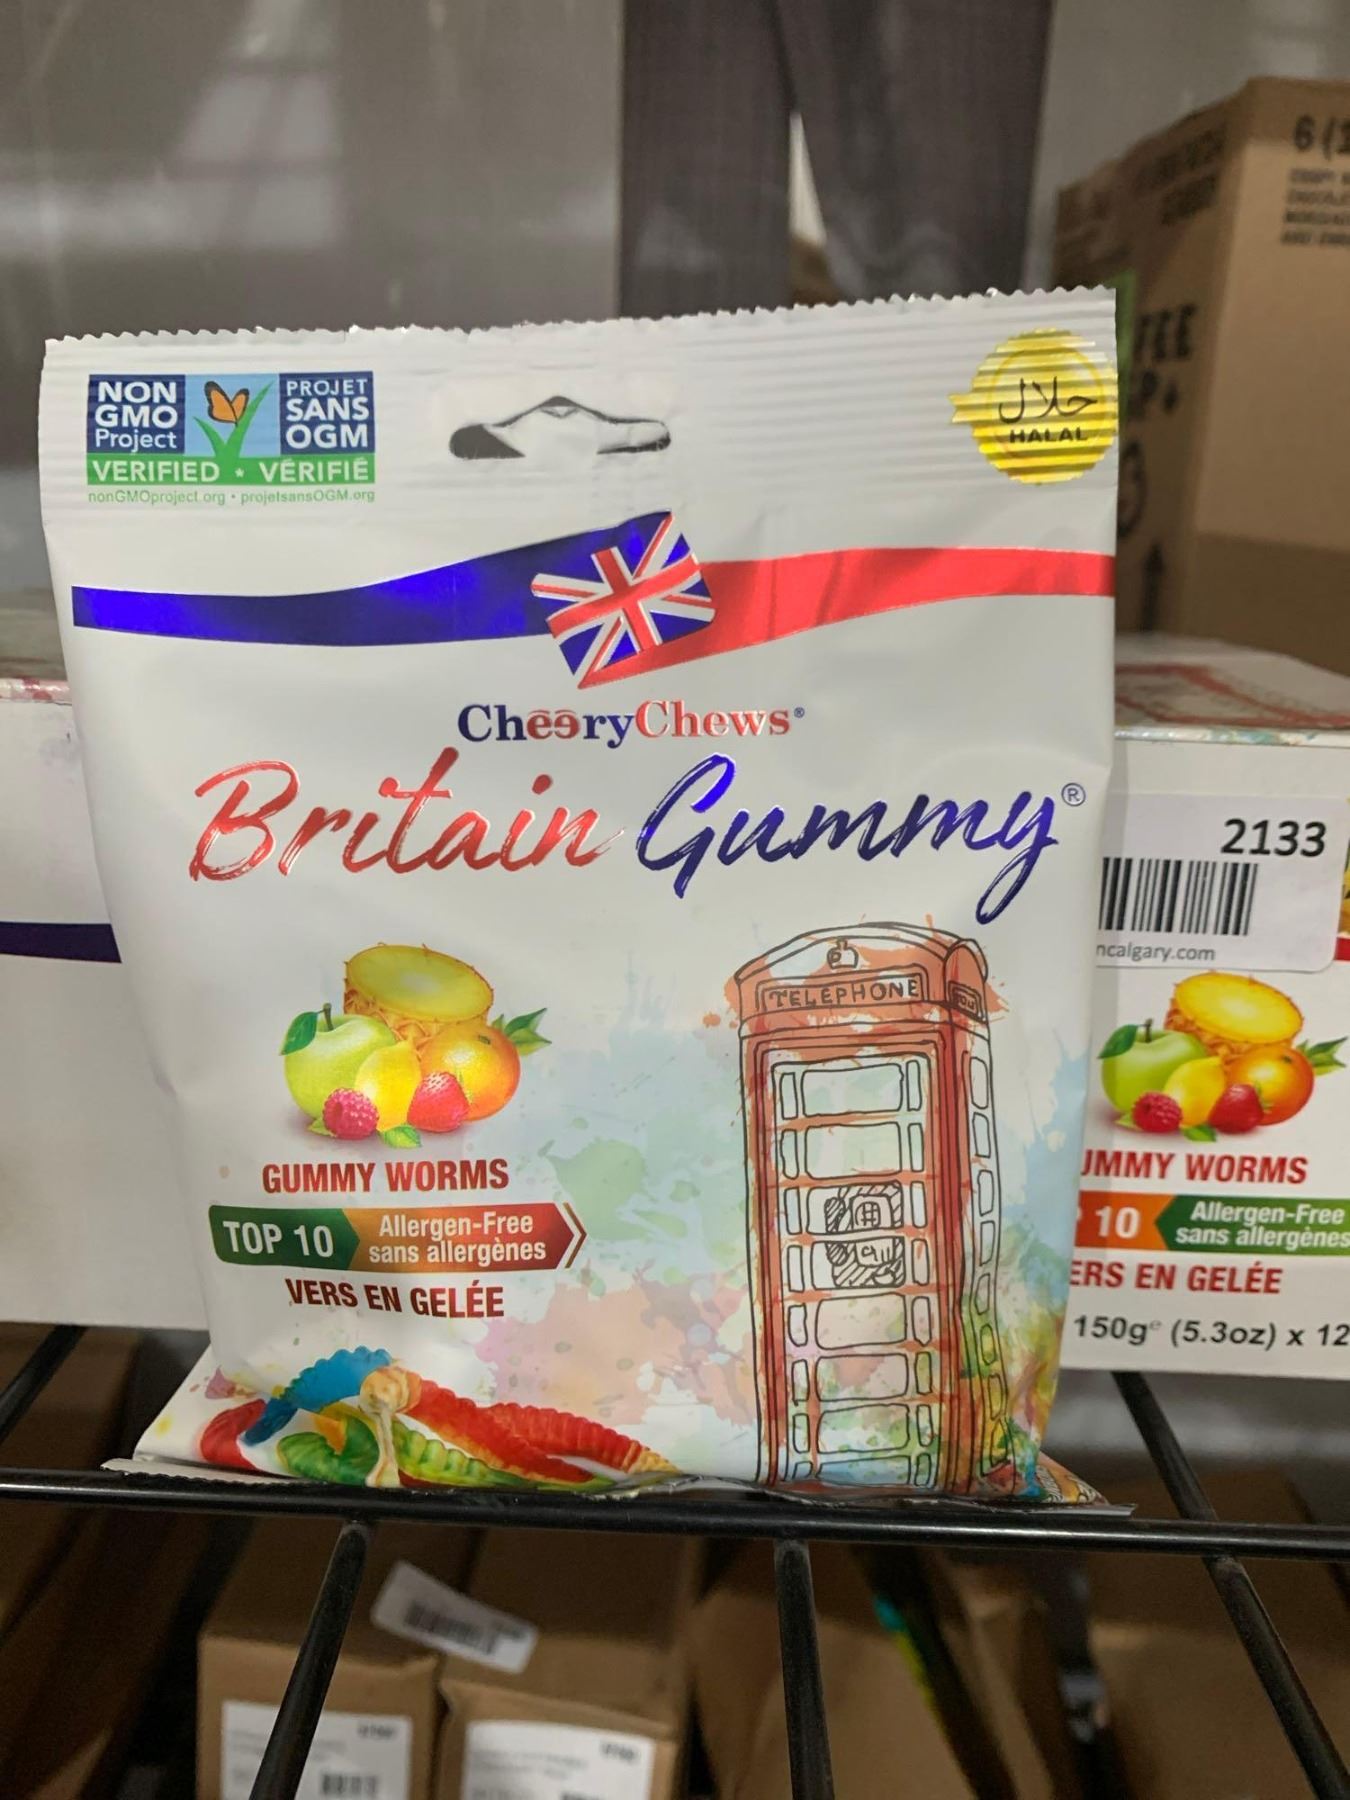 NON
GMO
Project
PROJET
SANS
OGM
VERIFIED * VÉRIFIÉ
nonGMOproject.org • projetsansOGM.org
حلال
HALAL
CheeryChews®
Britain Gummy®
TELEPHONE
GUMMY WORMS
TOP 10
Allergen-Free
sans allergènes
VERS EN GELÉE
2133
ncalgary.com
UMMY WORMS
10
Allergen-Free
sans allergènes
ERS EN GELÉE
150g℮ (5.3oz) x 12
6 (